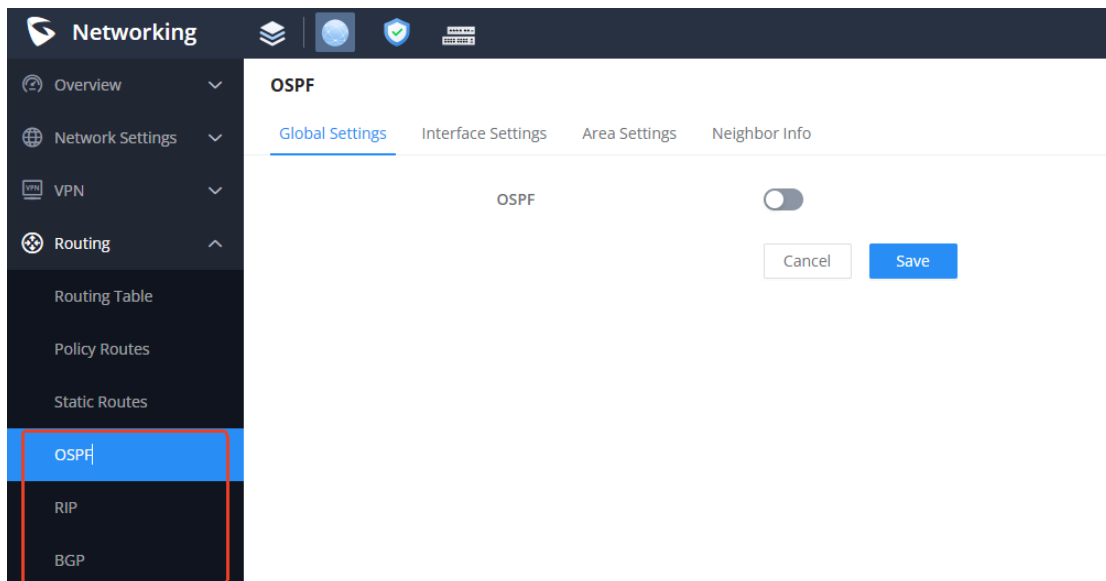 Networking
Overview
OSPF
Global Settings Interface Settings Area Settings Neighbor Info
Network Settings
VPN
VPN
OSPF
Routing
Cancel Save
Routing Table
Policy Routes
Static Routes
OSPF
RIP
BGP